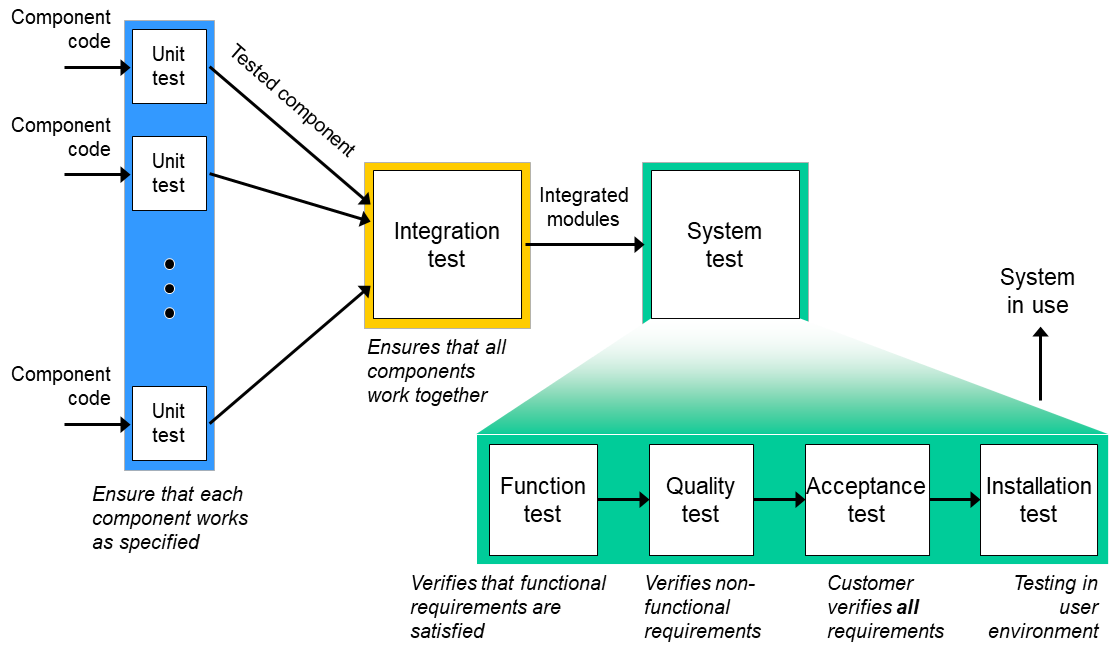 Component
code
Unit
test
Tested component
Component
code
Unit
test
Integration
test
Integrated
modules
System
test
System
in use
Ensures that all
components
work together
Component
code
Unit
test
Ensure that each
component works
as specified
Function
test
Quality
test
Acceptance
test
Installation
test
Verifies that functional
requirements are
satisfied
Verifies non-
functional
requirements
Customer
verifies all
requirements
Testing in
user
environment